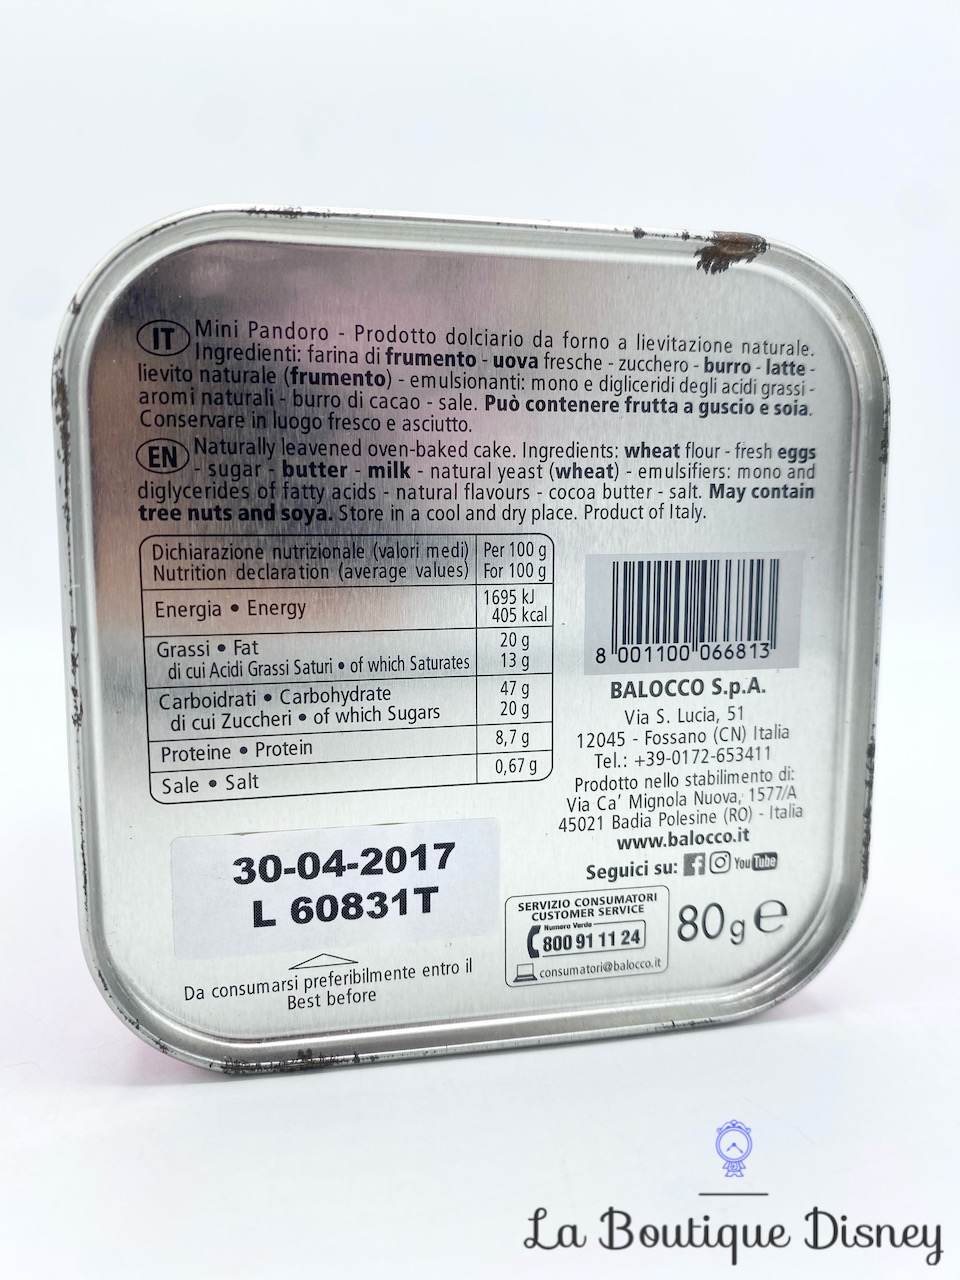 IT Mini Pandoro - Prodotto dolciario da forno a lievitazione naturale.
Ingredienti: farina di frumento - uova fresche - zucchero - burro - latte -
lievito naturale (frumento) - emulsionanti: mono e digliceridi degli acidi grassi -
aromi naturali - burro di cacao - sale. Può contenere frutta a guscio e soia.
Conservare in luogo fresco e asciutto.
EN Naturally leavened oven-baked cake. Ingredients: wheat flour - fresh eggs
- sugar - butter - milk - natural yeast (wheat) - emulsifiers: mono and
diglycerides of fatty acids - natural flavours - cocoa butter - salt. May contain
tree nuts and soya. Store in a cool and dry place. Product of Italy.
Dichiarazione nutrizionale (valori medi) Per 100 g
Nutrition declaration (average values) For 100 g
Energia • Energy 1695 kJ
405 kcal
Grassi • Fat 20 g
di cui Acidi Grassi Saturi • of which Saturates 13 g
Carboidrati • Carbohydrate 47 g
di cui Zuccheri • of which Sugars 20 g
Proteine • Protein 8,7 g
Sale • Salt 0,67 g
8 001100 066813
BALOCCO S.p.A.
Via S. Lucia, 51
12045 - Fossano (CN) Italia
Tel.: +39-0172-653411
Prodotto nello stabilimento di:
Via Ca' Mignola Nuova, 1577/A
45021 Badia Polesine (RO) - Italia
www.balocco.it
Seguici su: f YouTube
30-04-2017
L 60831T
Da consumarsi preferibilmente entro il
Best before
SERVIZIO CONSUMATORI
CUSTOMER SERVICE
Numero Verde
800 91 11 24
consumatori@balocco.it
80g e
La Boutique Disney